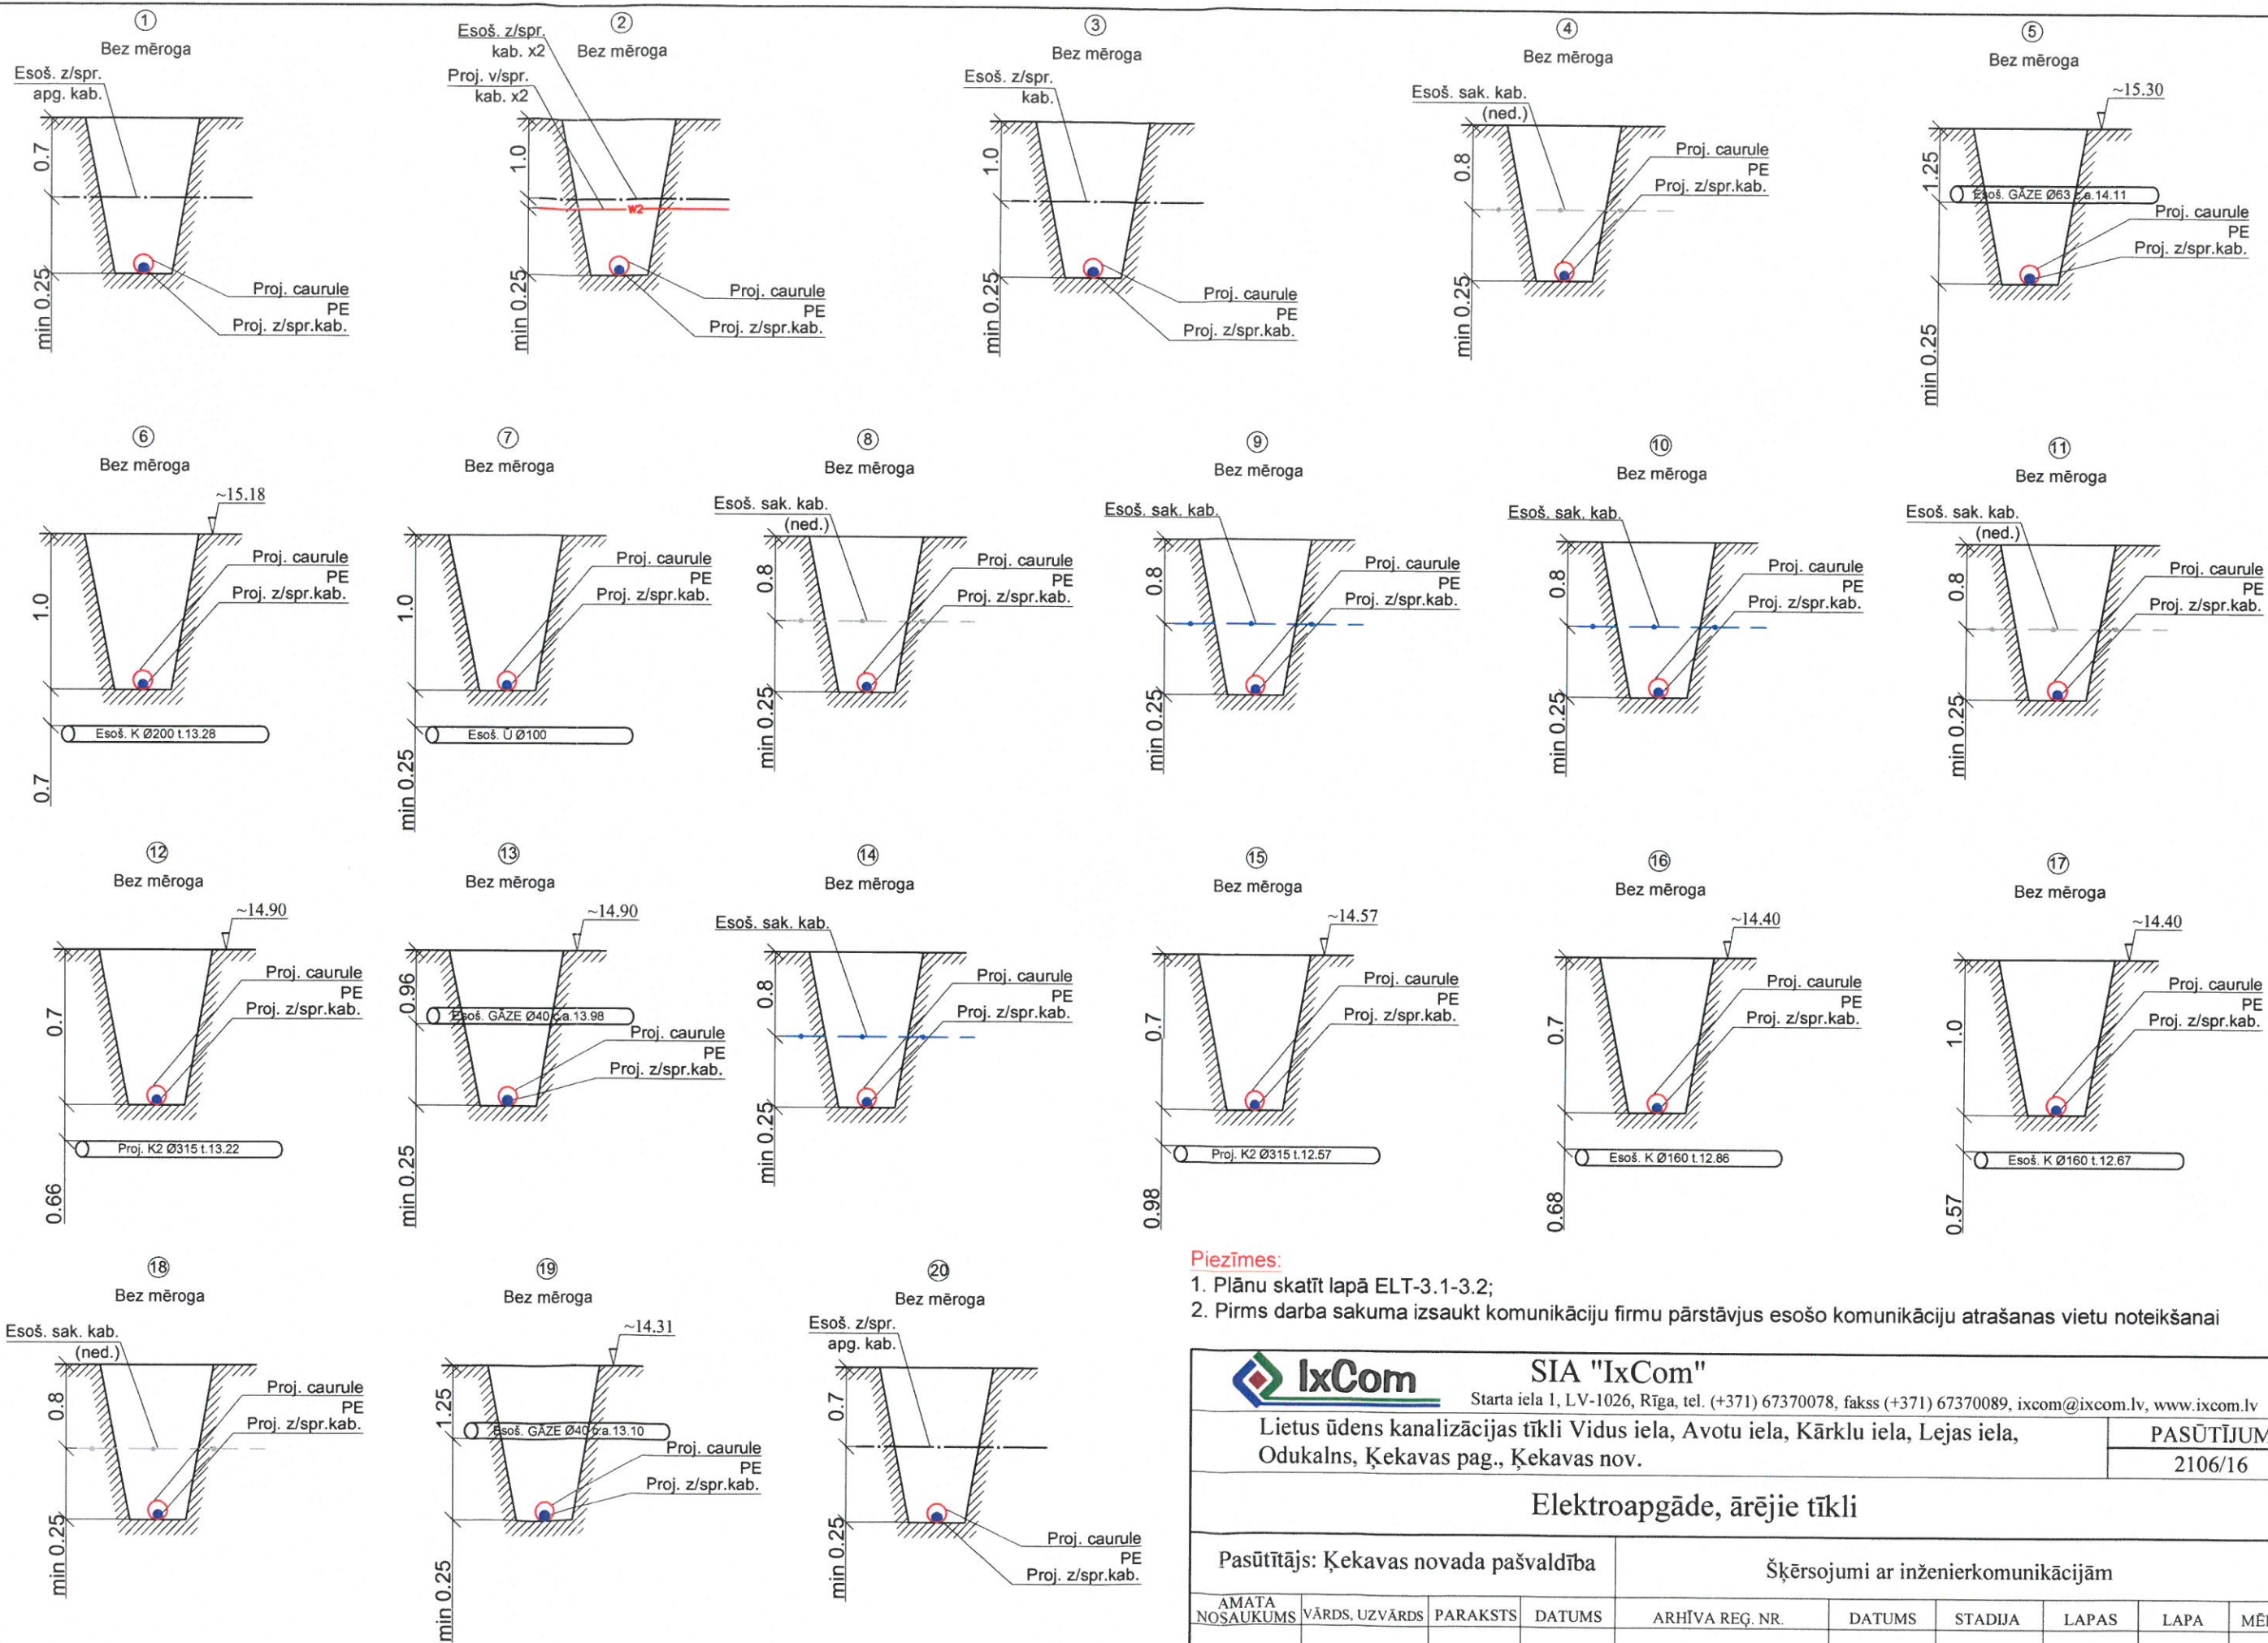 1
Bez mēroga
Esoš. z/spr.
apg. kab.
0.7
min 0.25
Proj. caurule
PE
Proj. z/spr.kab.
2
Bez mēroga
Esoš. z/spr.
kab. x2
Proj. v/spr.
kab. x2
1.0
W2
min 0.25
Proj. caurule
PE
Proj. z/spr.kab.
3
Bez mēroga
Esoš. z/spr.
kab.
1.0
min 0.25
Proj. caurule
PE
Proj. z/spr.kab.
4
Bez mēroga
Esoš. sak. kab.
(ned.)
0.8
min 0.25
Proj. caurule
PE
Proj. z/spr.kab.
5
Bez mēroga
~15.30
1.25
Esoš. GĀZE Ø63 c.a.14.11
min 0.25
Proj. caurule
PE
Proj. z/spr.kab.
6
Bez mēroga
~15.18
1.0
Proj. caurule
PE
Proj. z/spr.kab.
Esoš. K Ø200 t.13.28
0.7
7
Bez mēroga
1.0
Proj. caurule
PE
Proj. z/spr.kab.
Esoš. Ū Ø100
min 0.25
8
Bez mēroga
Esoš. sak. kab.
(ned.)
0.8
Proj. caurule
PE
Proj. z/spr.kab.
min 0.25
9
Bez mēroga
Esoš. sak. kab.
0.8
Proj. caurule
PE
Proj. z/spr.kab.
min 0.25
10
Bez mēroga
Esoš. sak. kab.
0.8
Proj. caurule
PE
Proj. z/spr.kab.
min 0.25
11
Bez mēroga
Esoš. sak. kab.
(ned.)
0.8
Proj. caurule
PE
Proj. z/spr.kab.
min 0.25
12
Bez mēroga
~14.90
0.7
Proj. caurule
PE
Proj. z/spr.kab.
Proj. K2 Ø315 t.13.22
0.66
13
Bez mēroga
~14.90
0.96
Esoš. GĀZE Ø40 c.a.13.98
Proj. caurule
PE
Proj. z/spr.kab.
min 0.25
14
Bez mēroga
Esoš. sak. kab.
0.8
Proj. caurule
PE
Proj. z/spr.kab.
min 0.25
15
Bez mēroga
~14.57
0.7
Proj. caurule
PE
Proj. z/spr.kab.
Proj. K2 Ø315 t.12.57
0.98
16
Bez mēroga
~14.40
0.7
Proj. caurule
PE
Proj. z/spr.kab.
Esoš. K Ø160 t.12.86
0.68
17
Bez mēroga
~14.40
1.0
Proj. caurule
PE
Proj. z/spr.kab.
Esoš. K Ø160 t.12.67
0.57
18
Bez mēroga
Esoš. sak. kab.
(ned.)
0.8
Proj. caurule
PE
Proj. z/spr.kab.
min 0.25
19
Bez mēroga
~14.31
1.25
Esoš. GĀZE Ø40 c.a.13.10
Proj. caurule
PE
Proj. z/spr.kab.
min 0.25
20
Bez mēroga
Esoš. z/spr.
apg. kab.
0.7
min 0.25
Proj. caurule
PE
Proj. z/spr.kab.
Piezīmes:
1. Plānu skatīt lapā ELT-3.1-3.2;
2. Pirms darba sakuma izsaukt komunikāciju firmu pārstāvjus esošo komunikāciju atrašanas vietu noteikšanai
IxCom
SIA "IxCom"
Starta iela 1, LV-1026, Rīga, tel. (+371) 67370078, fakss (+371) 67370089, ixcom@ixcom.lv, www.ixcom.lv
Lietus ūdens kanalizācijas tīkli Vidus iela, Avotu iela, Kārklu iela, Lejas iela,
Odukalns, Ķekavas pag., Ķekavas nov.
PASŪTĪJUM
2106/16
Elektroapgāde, ārējie tīkli
Pasūtītājs: Ķekavas novada pašvaldība
Šķērsojumi ar inženierkomunikācijām
AMATA NOSAUKUMS
VĀRDS, UZVĀRDS
PARAKSTS
DATUMS
ARHĪVA REĢ. NR.
DATUMS
STADIJA
LAPAS
LAPA